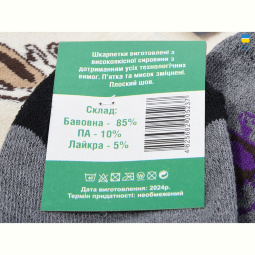 Шкарпетки виготовлені з
високоякісної сировини з
дотриманням усіх технологічних
вимог. П'ятка та мисок зміцнені.
Плоский шов.
Склад:
Бавовна - 85%
ПА - 10%
Лайкра - 5%
Дата виготовлення: 2024р.
Термін придатності: необмежений